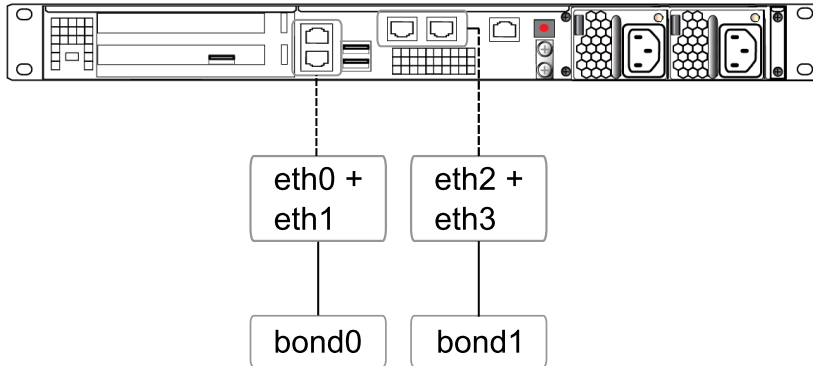 eth0 +
eth1
eth2 +
eth3
bond0
bond1